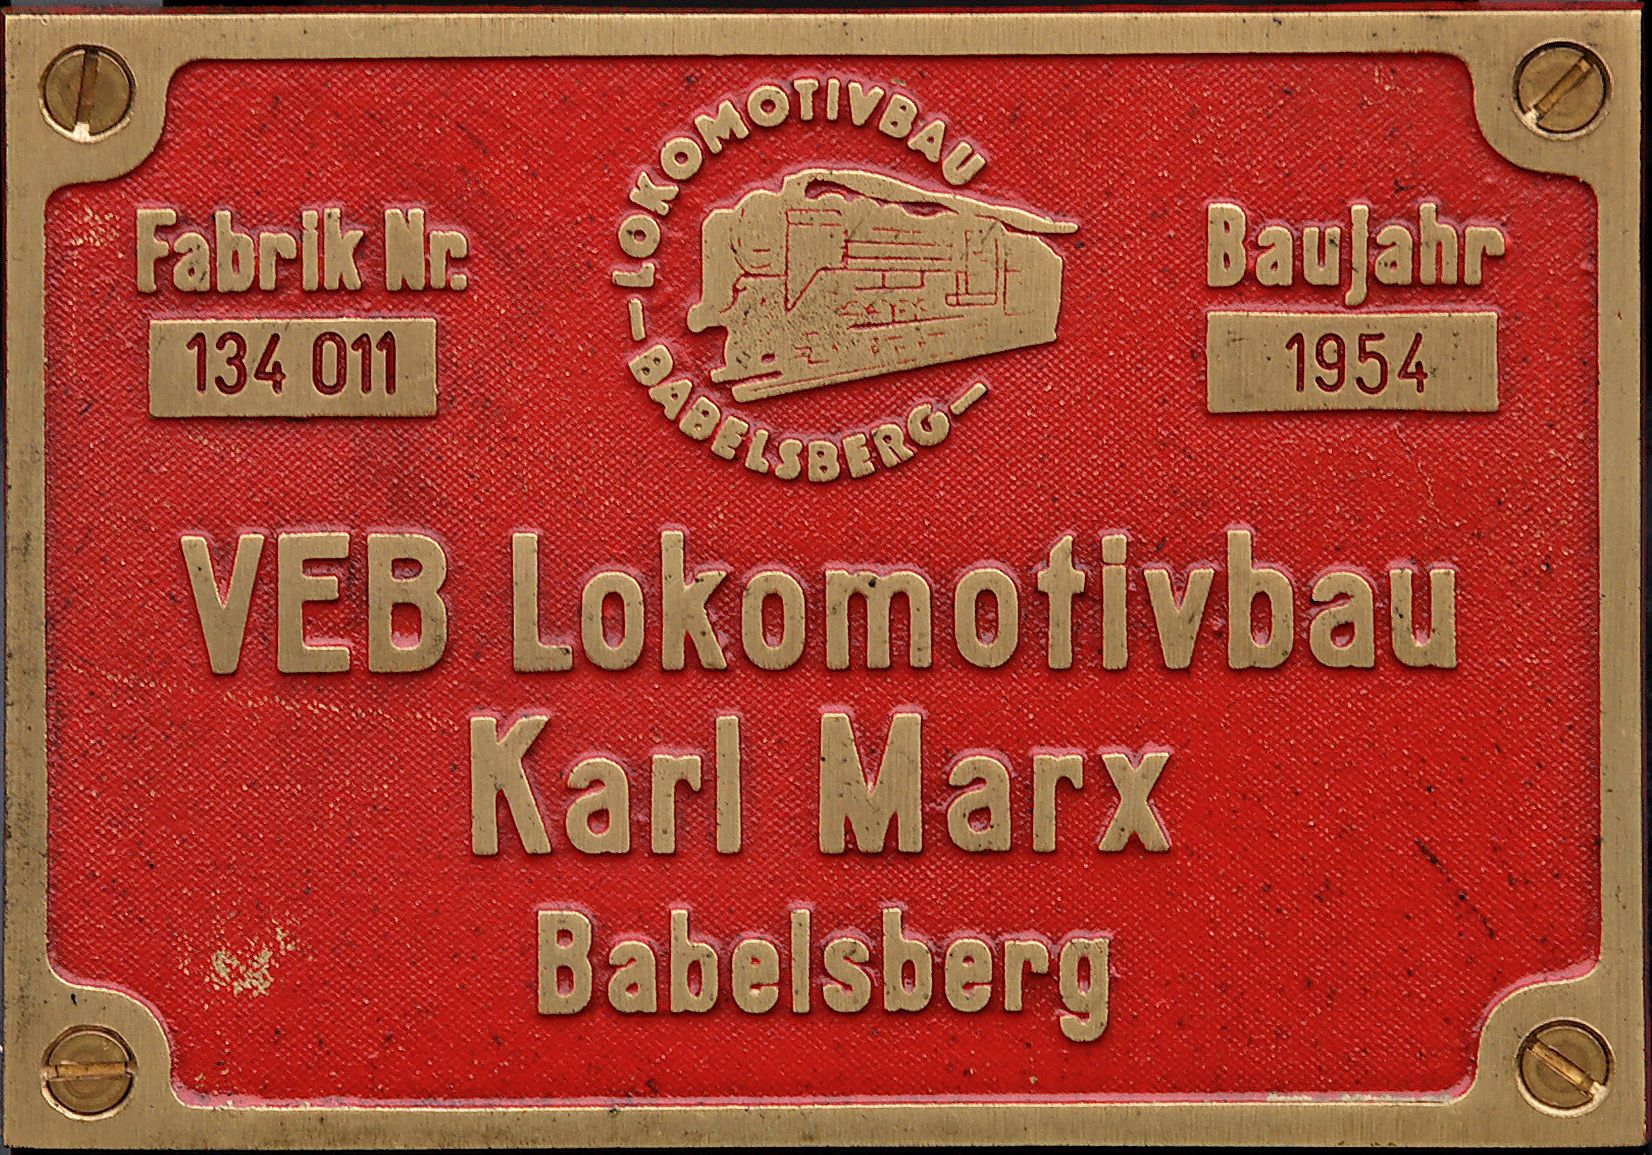 LOKOMOTIVBAU
BABELSBERG
Fabrik Nr.
134 011
Baujahr
1954
VEB Lokomotivbau
Karl Marx
Babelsberg